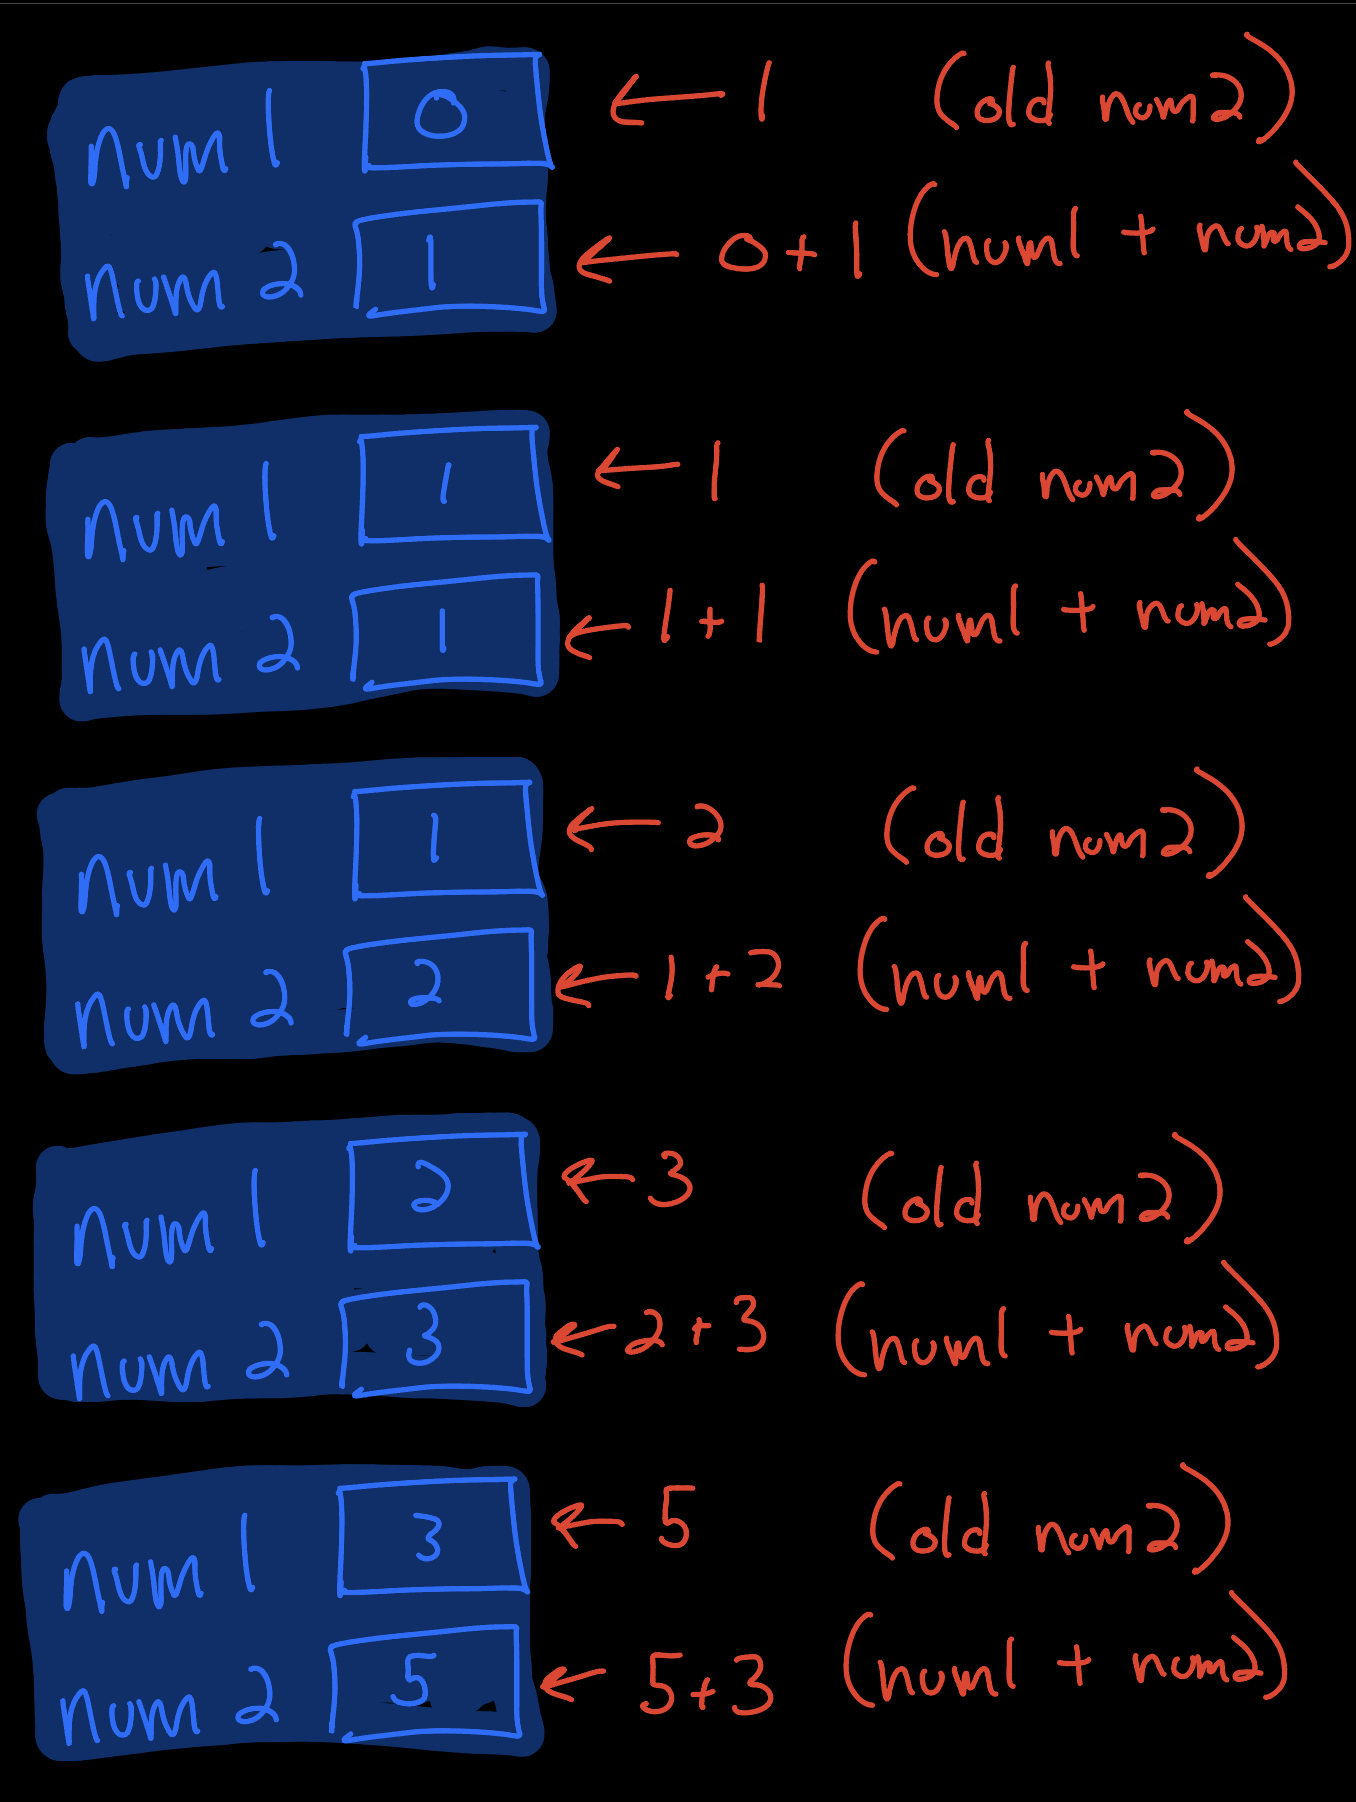 num 1 0 ← 1 (old num2)
num 2 1 ← 0 + 1 (num1 + num2)
num 1 1 ← 1 (old num2)
num 2 1 ← 1 + 1 (num1 + num2)
num 1 1 ← 2 (old num2)
num 2 2 ← 1 + 2 (num1 + num2)
num 1 2 ← 3 (old num2)
num 2 3 ← 2 + 3 (num1 + num2)
num 1 3 ← 5 (old num2)
num 2 5 ← 5 + 3 (num1 + num2)